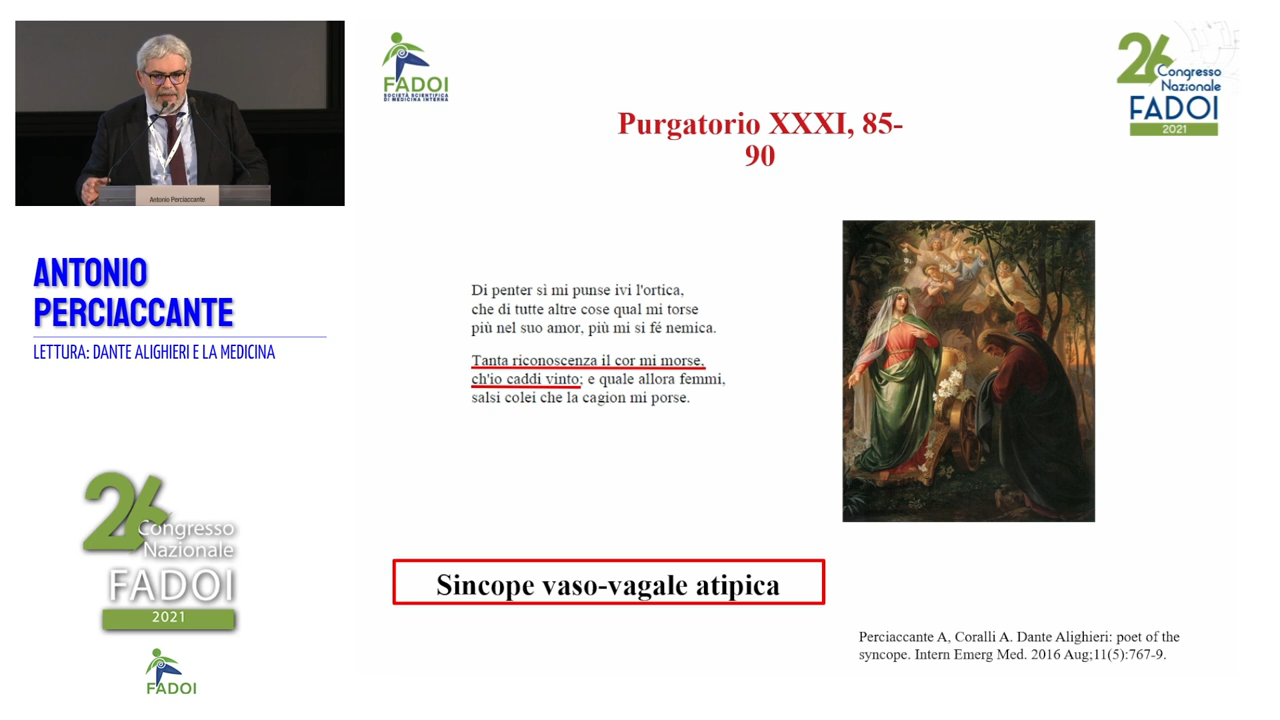 Antonio Perciaccante
ANTONIO
PERCIACCANTE
LETTURA: DANTE ALIGHIERI E LA MEDICINA
26
Congresso
Nazionale
FADOI
2021
FADOI
FADOI
SOCIETÀ SCIENTIFICA
DI MEDICINA INTERNA
26
Congresso
Nazionale
FADOI
2021
Purgatorio XXXI, 85-
90
Di penter sì mi punse ivi l'ortica,
che di tutte altre cose qual mi torse
più nel suo amor, più mi si fé nemica.
Tanta riconoscenza il cor mi morse,
ch'io caddi vinto; e quale allora femmi,
salsi colei che la cagion mi porse.
Sincope vaso-vagale atipica
Perciaccante A, Coralli A. Dante Alighieri: poet of the
syncope. Intern Emerg Med. 2016 Aug;11(5):767-9.